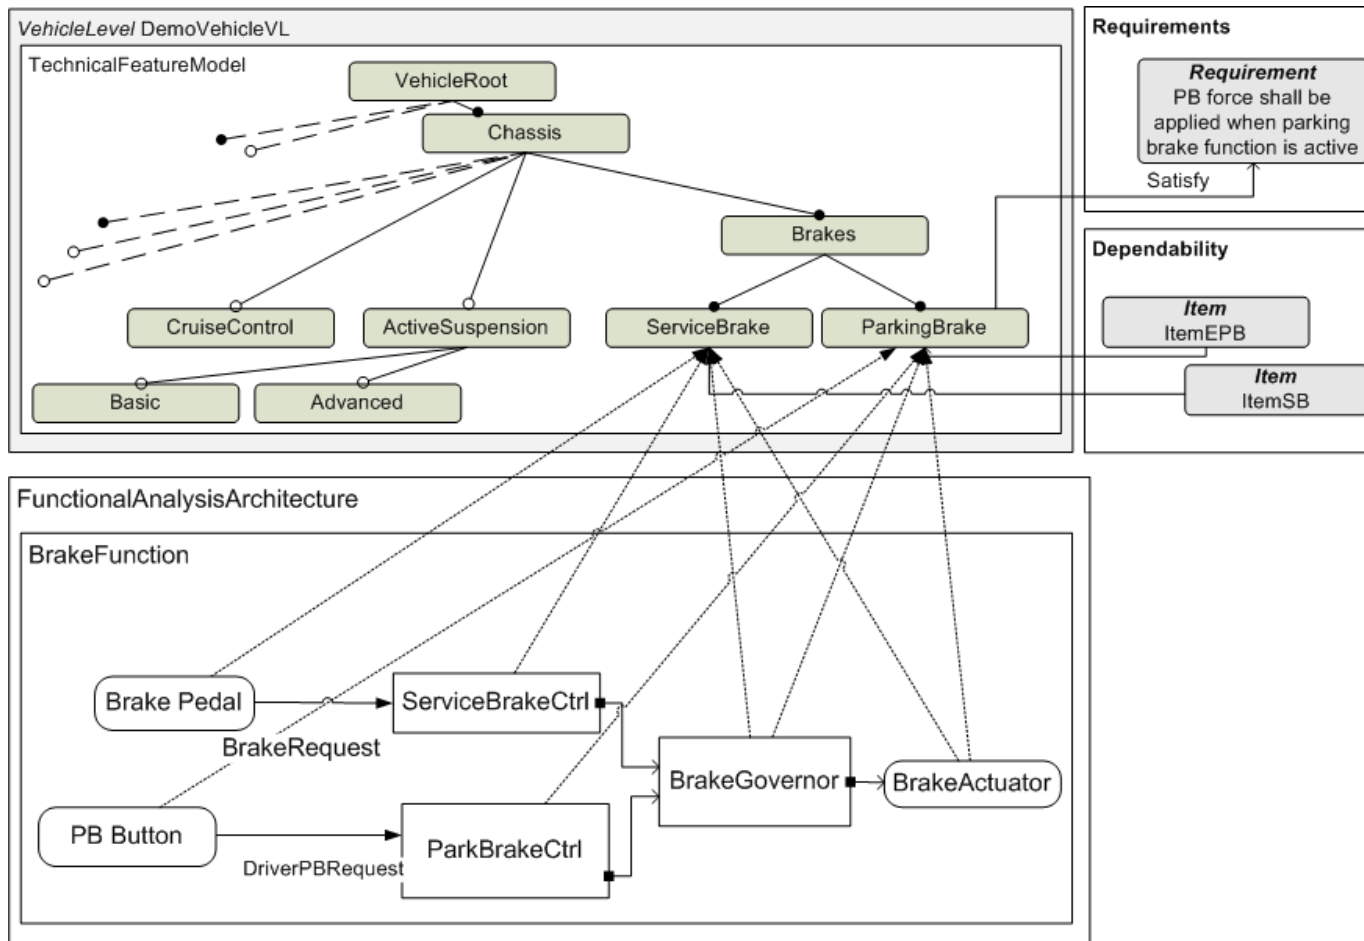 VehicleLevel DemoVehicleVL
TechnicalFeatureModel
VehicleRoot
Chassis
Brakes
CruiseControl
ActiveSuspension
ServiceBrake
ParkingBrake
Basic
Advanced
Requirements
Requirement
PB force shall be
applied when parking
brake function is active
Satisfy
Dependability
Item
ItemEPB
Item
ItemSB
FunctionalAnalysisArchitecture
BrakeFunction
Brake Pedal
ServiceBrakeCtrl
BrakeRequest
BrakeGovernor
BrakeActuator
PB Button
ParkBrakeCtrl
DriverPBRequest